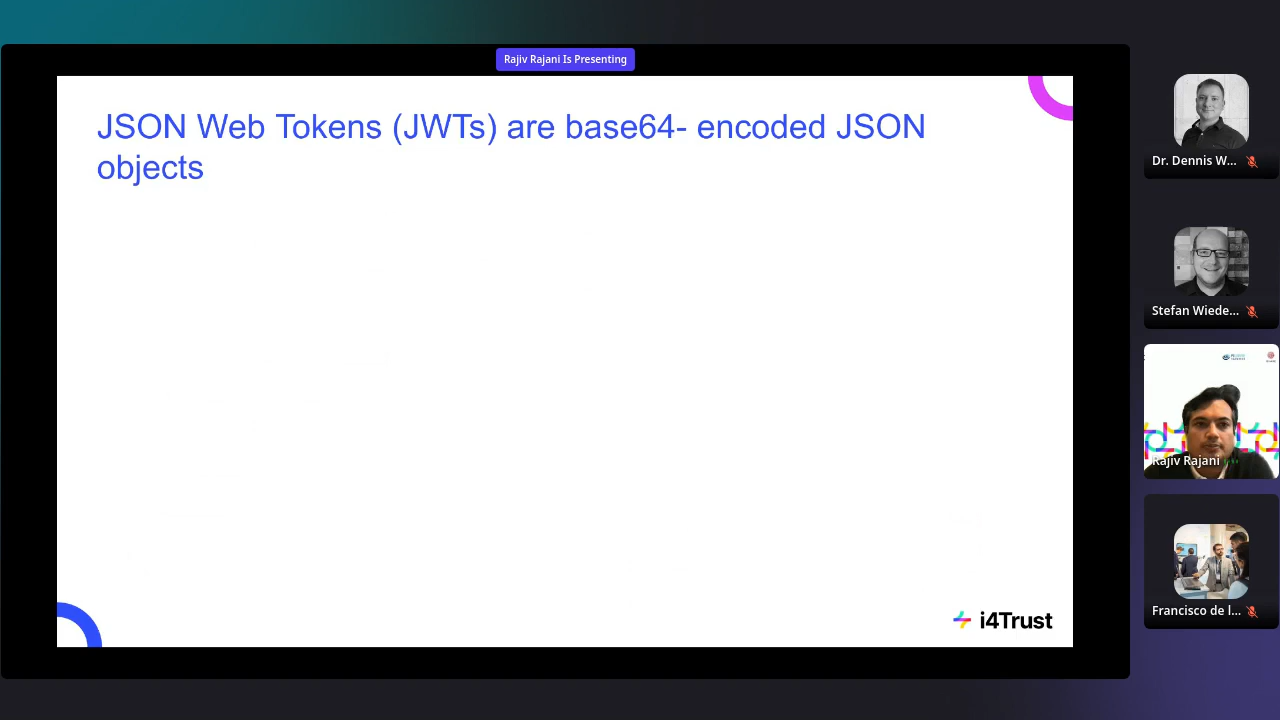 Rajiv Rajani Is Presenting
JSON Web Tokens (JWTs) are base64- encoded JSON
objects
i4Trust
Dr. Dennis W...
Stefan Wiede...
Rajiv Rajani
Francisco de l...